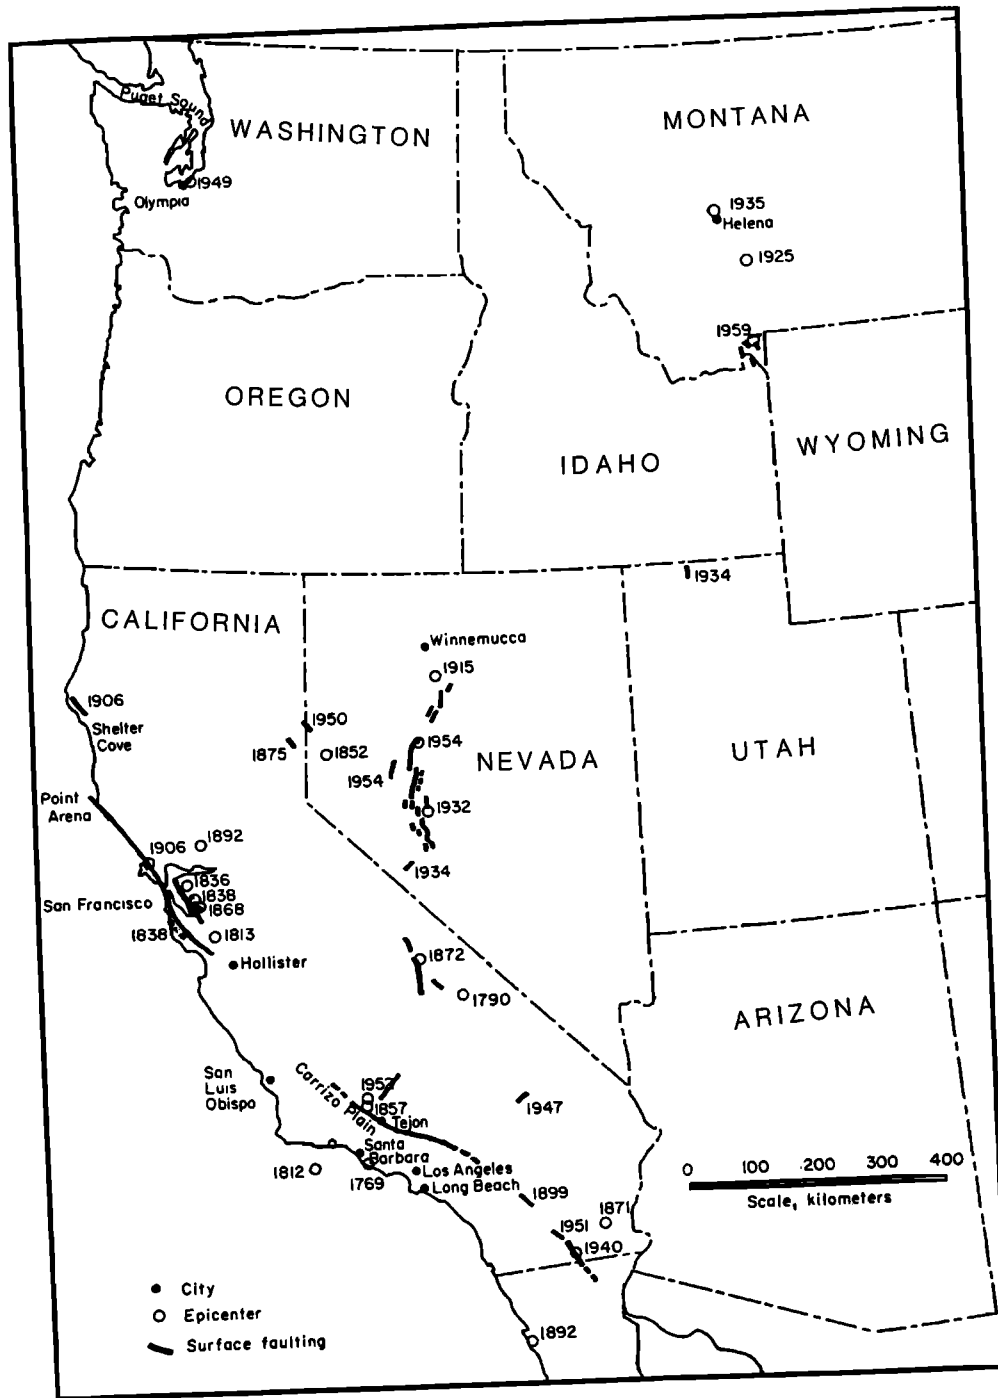 Puget Sound
WASHINGTON
MONTANA
1949
Olympia
1935
Helena
1925
1959
OREGON
IDAHO
WYOMING
1934
CALIFORNIA
Winnemucca
1915
1906
Shelter
Cove
1950
1875
1852
1954
1954
NEVADA
UTAH
Point
Arena
1932
1892
1906
1934
1836
1838
1868
San Francisco
1838
1813
Hollister
1872
1790
ARIZONA
San
Luis
Obispo
Carrizo Plain
1952
1857
Tejon
1947
Santa
Barbara
1812
1769
Los Angeles
Long Beach
0 100 200 300 400
Scale, kilometers
1899
1871
1951
1940
City
Epicenter
Surface faulting
1892